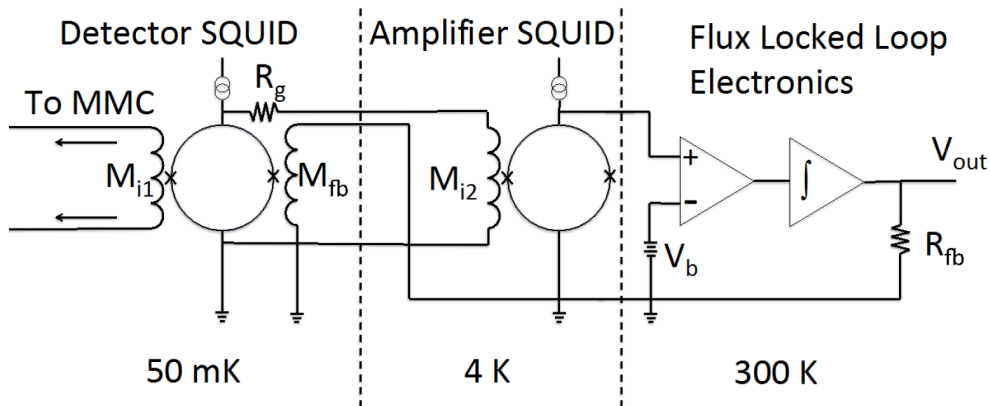 Detector SQUID
Amplifier SQUID
Flux Locked Loop
Electronics
To MMC
R_g
M_i1
M_fb
M_i2
+
-
∫
V_out
V_b
R_fb
50 mK
4 K
300 K